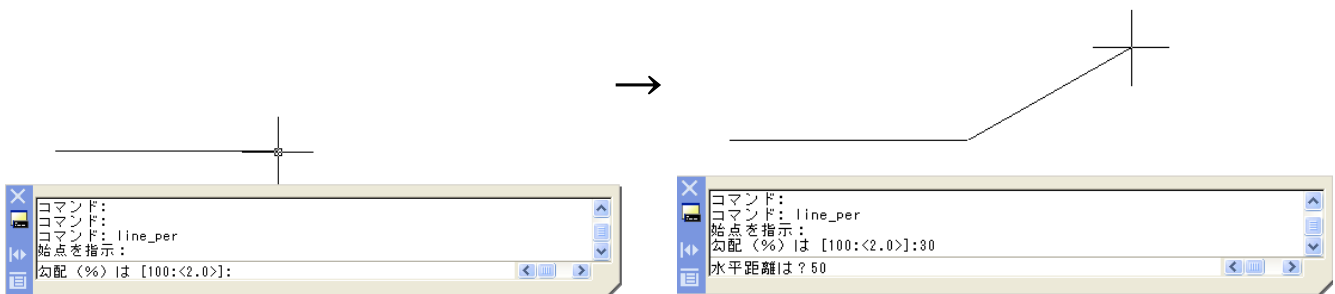 →
コマンド:
コマンド:
コマンド: line_per
始点を指示:
勾配(%)は [100:<2.0>]:
コマンド:
コマンド: line_per
始点を指示:
勾配(%)は [100:<2.0>]:30
水平距離は?50